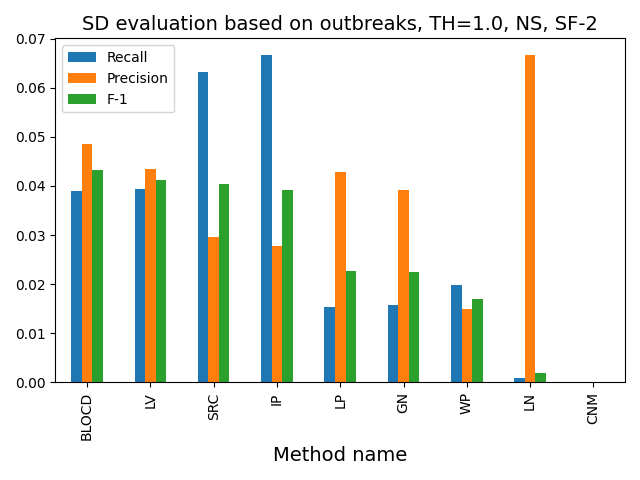 SD evaluation based on outbreaks, TH=1.0, NS, SF-2
0.07
0.06
0.05
0.04
0.03
0.02
0.01
0.00
Recall
Precision
F-1
BLOCD
LV
SRC
IP
LP
GN
WP
LN
CNM
Method name